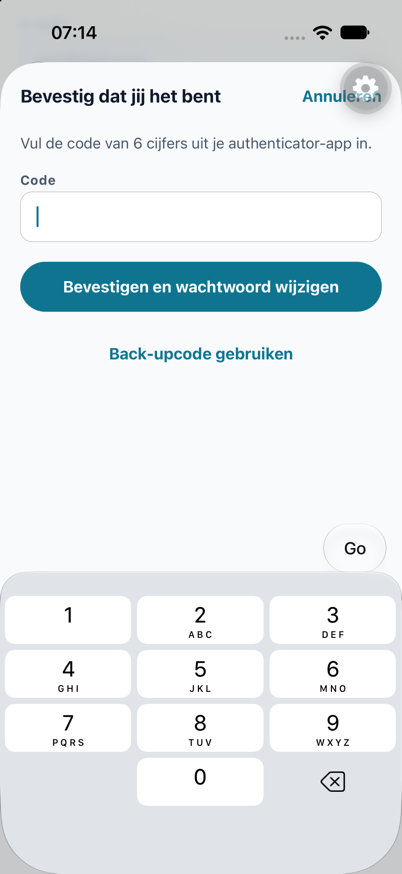 07:14
Bevestig dat jij het bent
Annuleren
Vul de code van 6 cijfers uit je authenticator-app in.
Code
Bevestigen en wachtwoord wijzigen
Back-upcode gebruiken
Go
1
2
ABC
3
DEF
4
GHI
5
JKL
6
MNO
7
PQRS
8
TUV
9
WXYZ
0